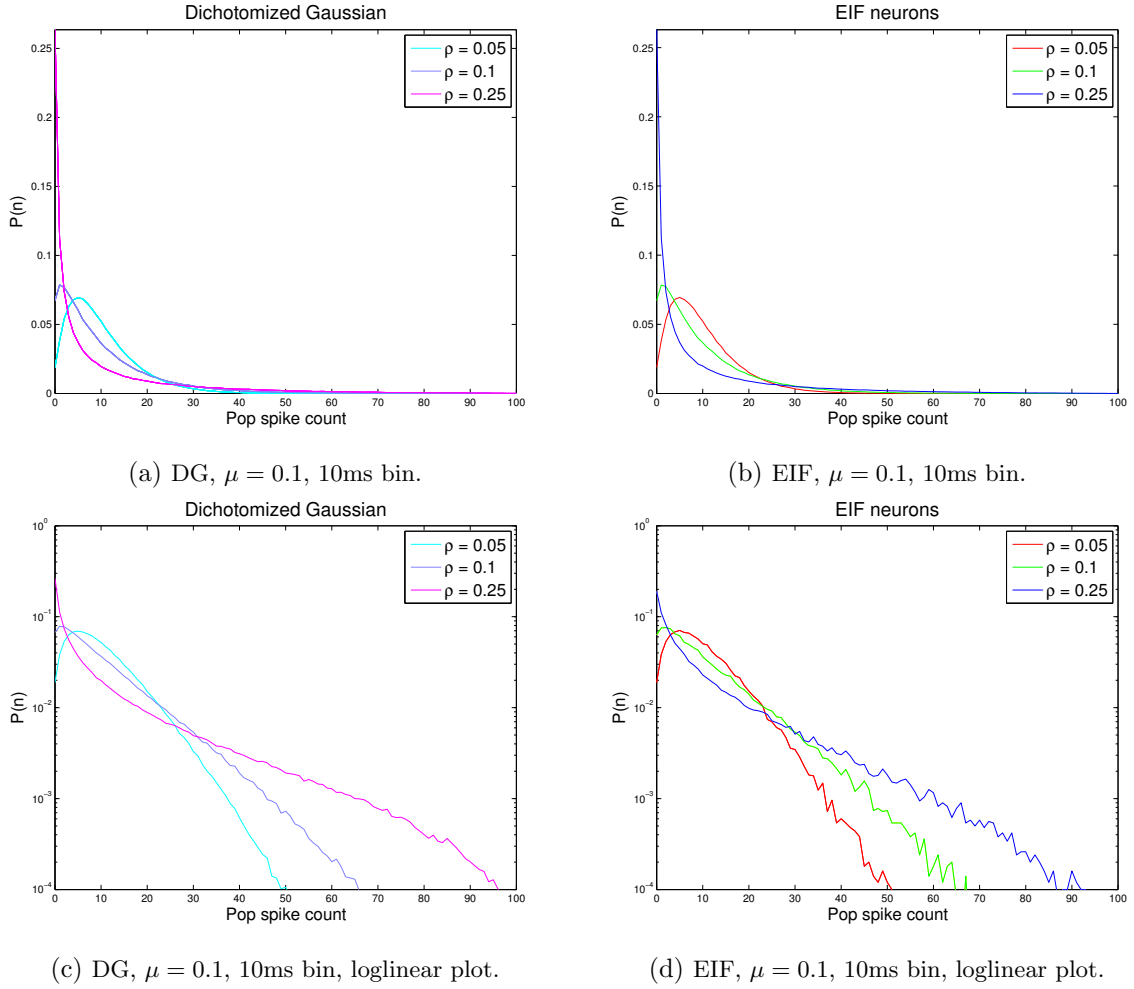 Dichotomized Gaussian
0.25
0.2
0.15
0.1
0.05
0
P(n)
0 10 20 30 40 50 60 70 80 90 100
Pop spike count
ρ = 0.05
ρ = 0.1
ρ = 0.25
(a) DG, μ = 0.1, 10ms bin.
EIF neurons
0.25
0.2
0.15
0.1
0.05
0
P(n)
0 10 20 30 40 50 60 70 80 90 100
Pop spike count
ρ = 0.05
ρ = 0.1
ρ = 0.25
(b) EIF, μ = 0.1, 10ms bin.
Dichotomized Gaussian
10⁰
10⁻¹
10⁻²
10⁻³
10⁻⁴
P(n)
0 10 20 30 40 50 60 70 80 90 100
Pop spike count
ρ = 0.05
ρ = 0.1
ρ = 0.25
(c) DG, μ = 0.1, 10ms bin, loglinear plot.
EIF neurons
10⁰
10⁻¹
10⁻²
10⁻³
10⁻⁴
P(n)
0 10 20 30 40 50 60 70 80 90 100
Pop spike count
ρ = 0.05
ρ = 0.1
ρ = 0.25
(d) EIF, μ = 0.1, 10ms bin, loglinear plot.